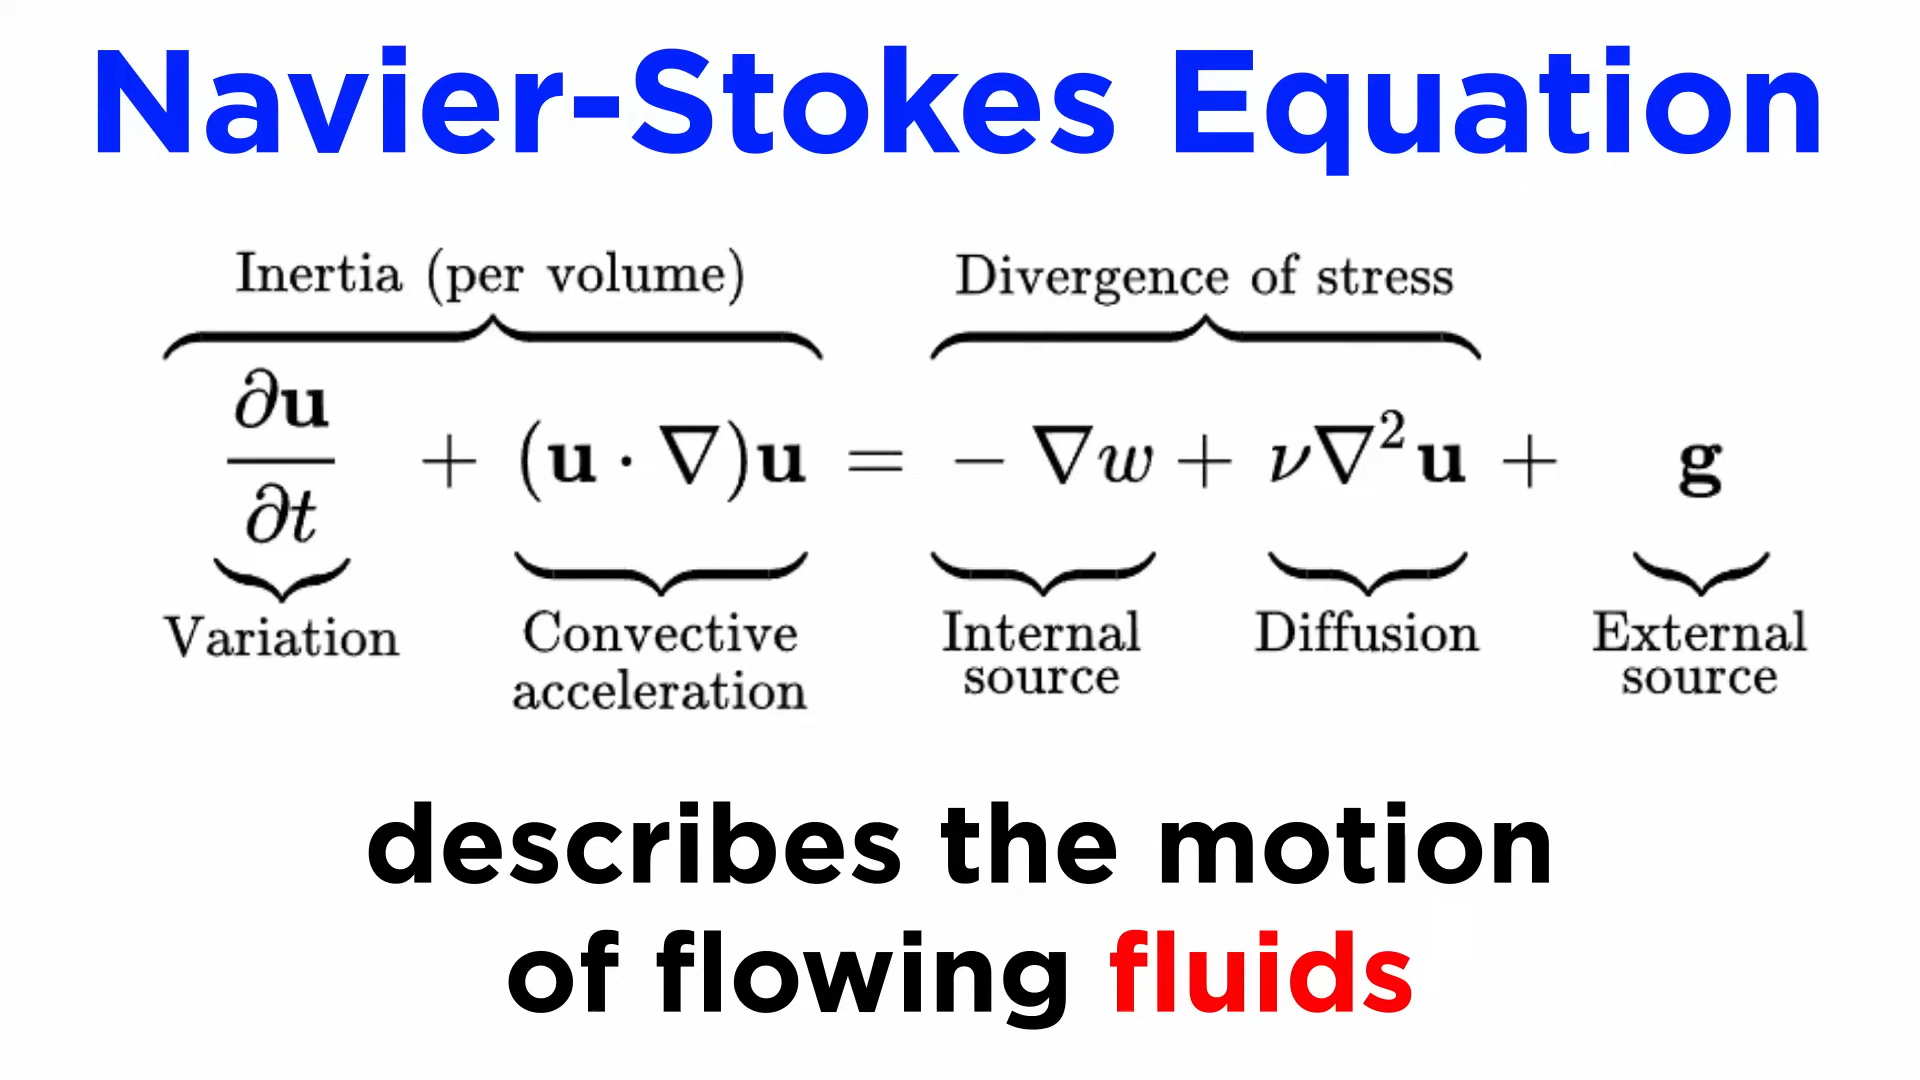 Navier-Stokes Equation
Inertia (per volume) Divergence of stress
∂u/∂t + (u · ∇)u = − ∇w + ν∇²u + g
Variation Convective acceleration Internal source Diffusion External source
describes the motion
of flowing fluids